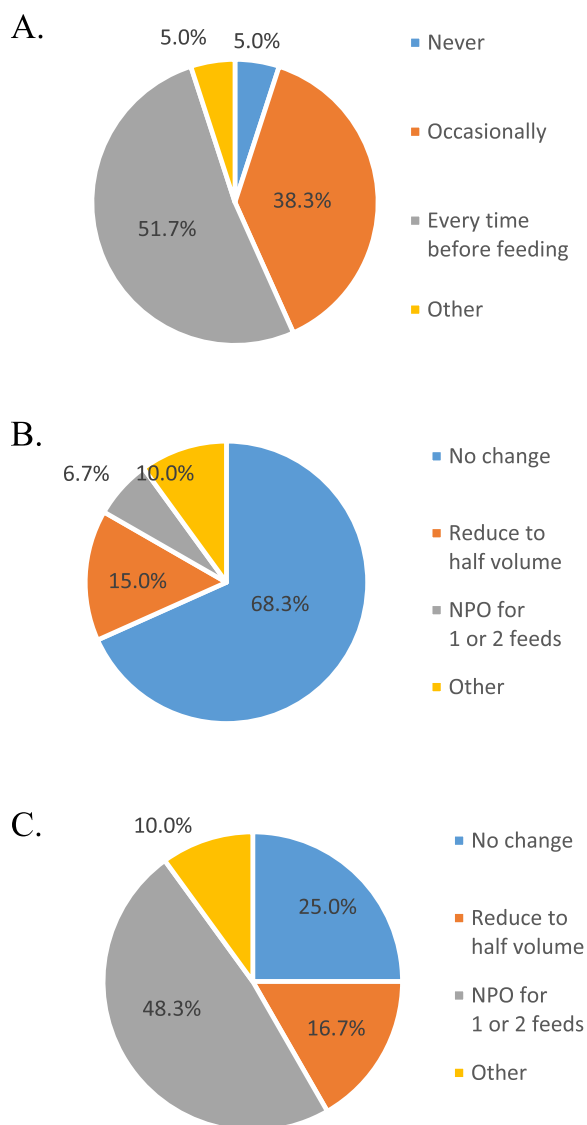 A.
5.0%
5.0%
38.3%
51.7%
Never
Occasionally
Every time
before feeding
Other
B.
6.7%
10.0%
15.0%
68.3%
No change
Reduce to
half volume
NPO for
1 or 2 feeds
Other
C.
10.0%
25.0%
48.3%
16.7%
No change
Reduce to
half volume
NPO for
1 or 2 feeds
Other